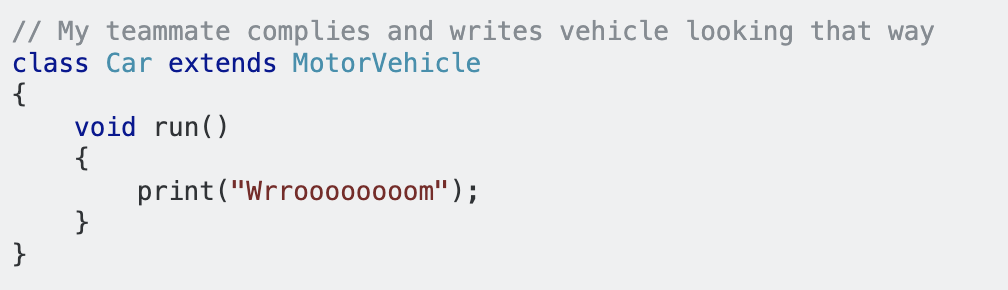 // My teammate complies and writes vehicle looking that way
class Car extends MotorVehicle
{
    void run()
    {
        print("Wrroooooooom");
    }
}